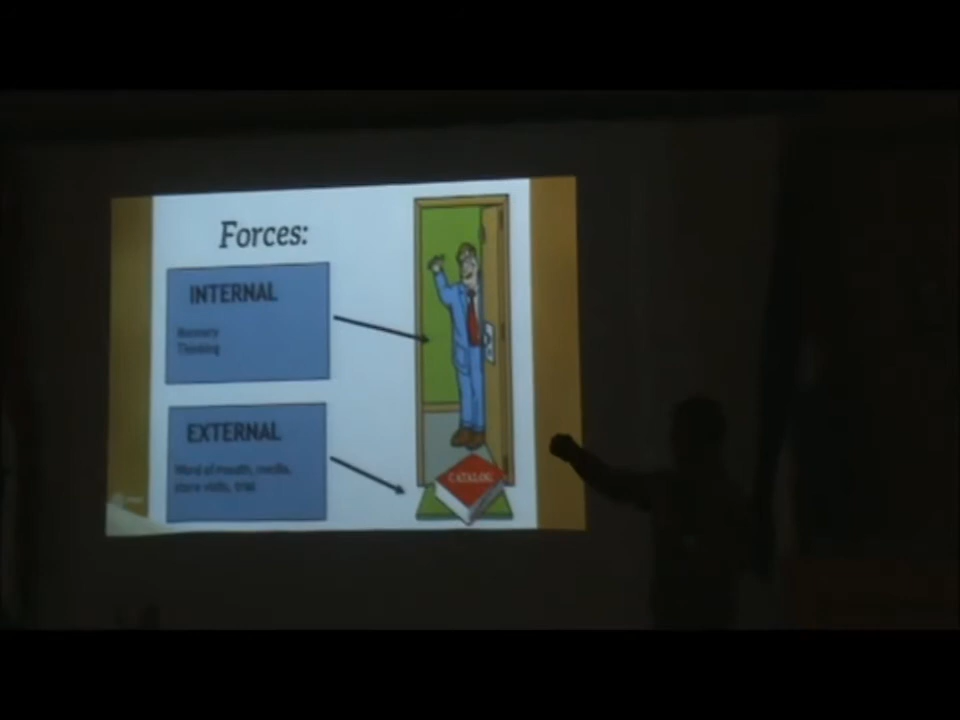 Forces:
INTERNAL
Memory
Thinking
EXTERNAL
Word of mouth, media,
store visits, trial
CATALOG